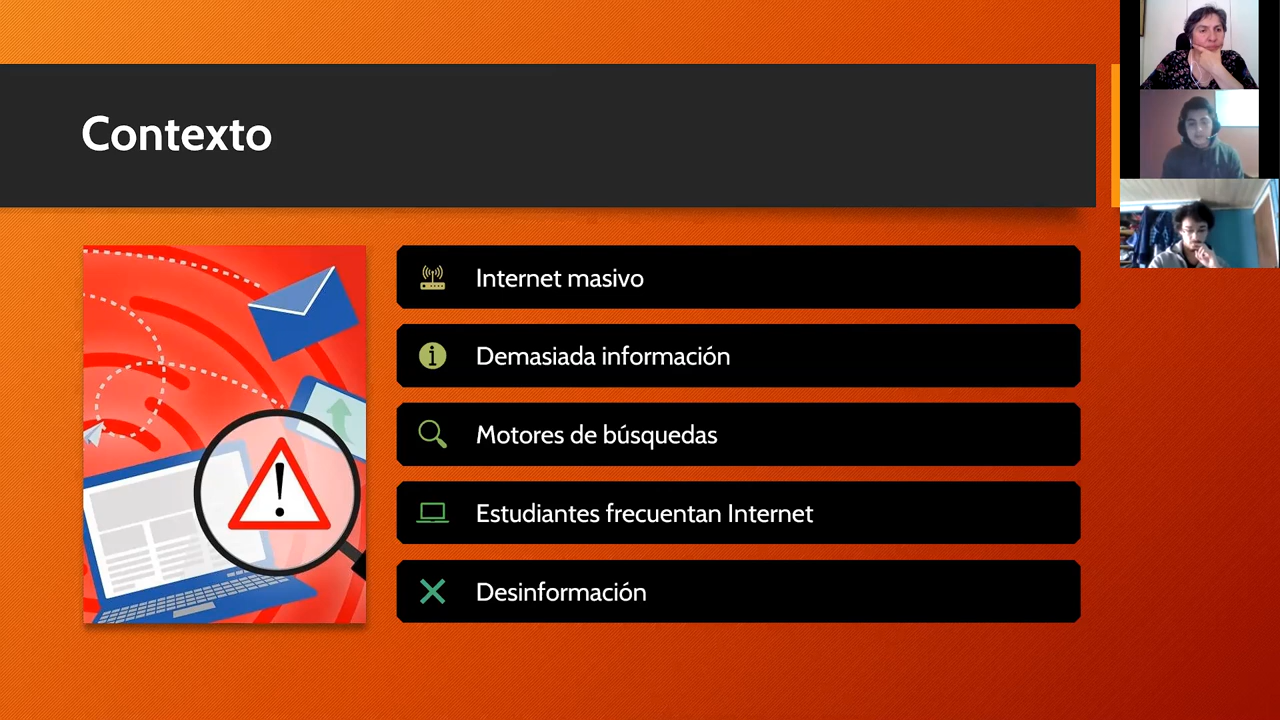 Contexto
Internet masivo
Demasiada información
Motores de búsquedas
Estudiantes frecuentan Internet
Desinformación